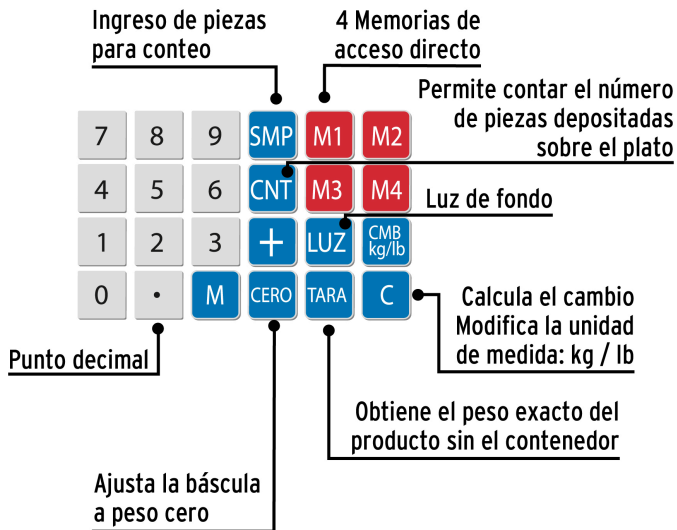 Ingreso de piezas
para conteo
4 Memorias de
acceso directo
Permite contar el número
de piezas depositadas
sobre el plato
7 8 9 SMP M1 M2
4 5 6 CNT M3 M4
Luz de fondo
1 2 3 + LUZ CMB
kg/lb
0 . M CERO TARA C
Calcula el cambio
Modifica la unidad
de medida: kg / lb
Punto decimal
Obtiene el peso exacto del
producto sin el contenedor
Ajusta la báscula
a peso cero